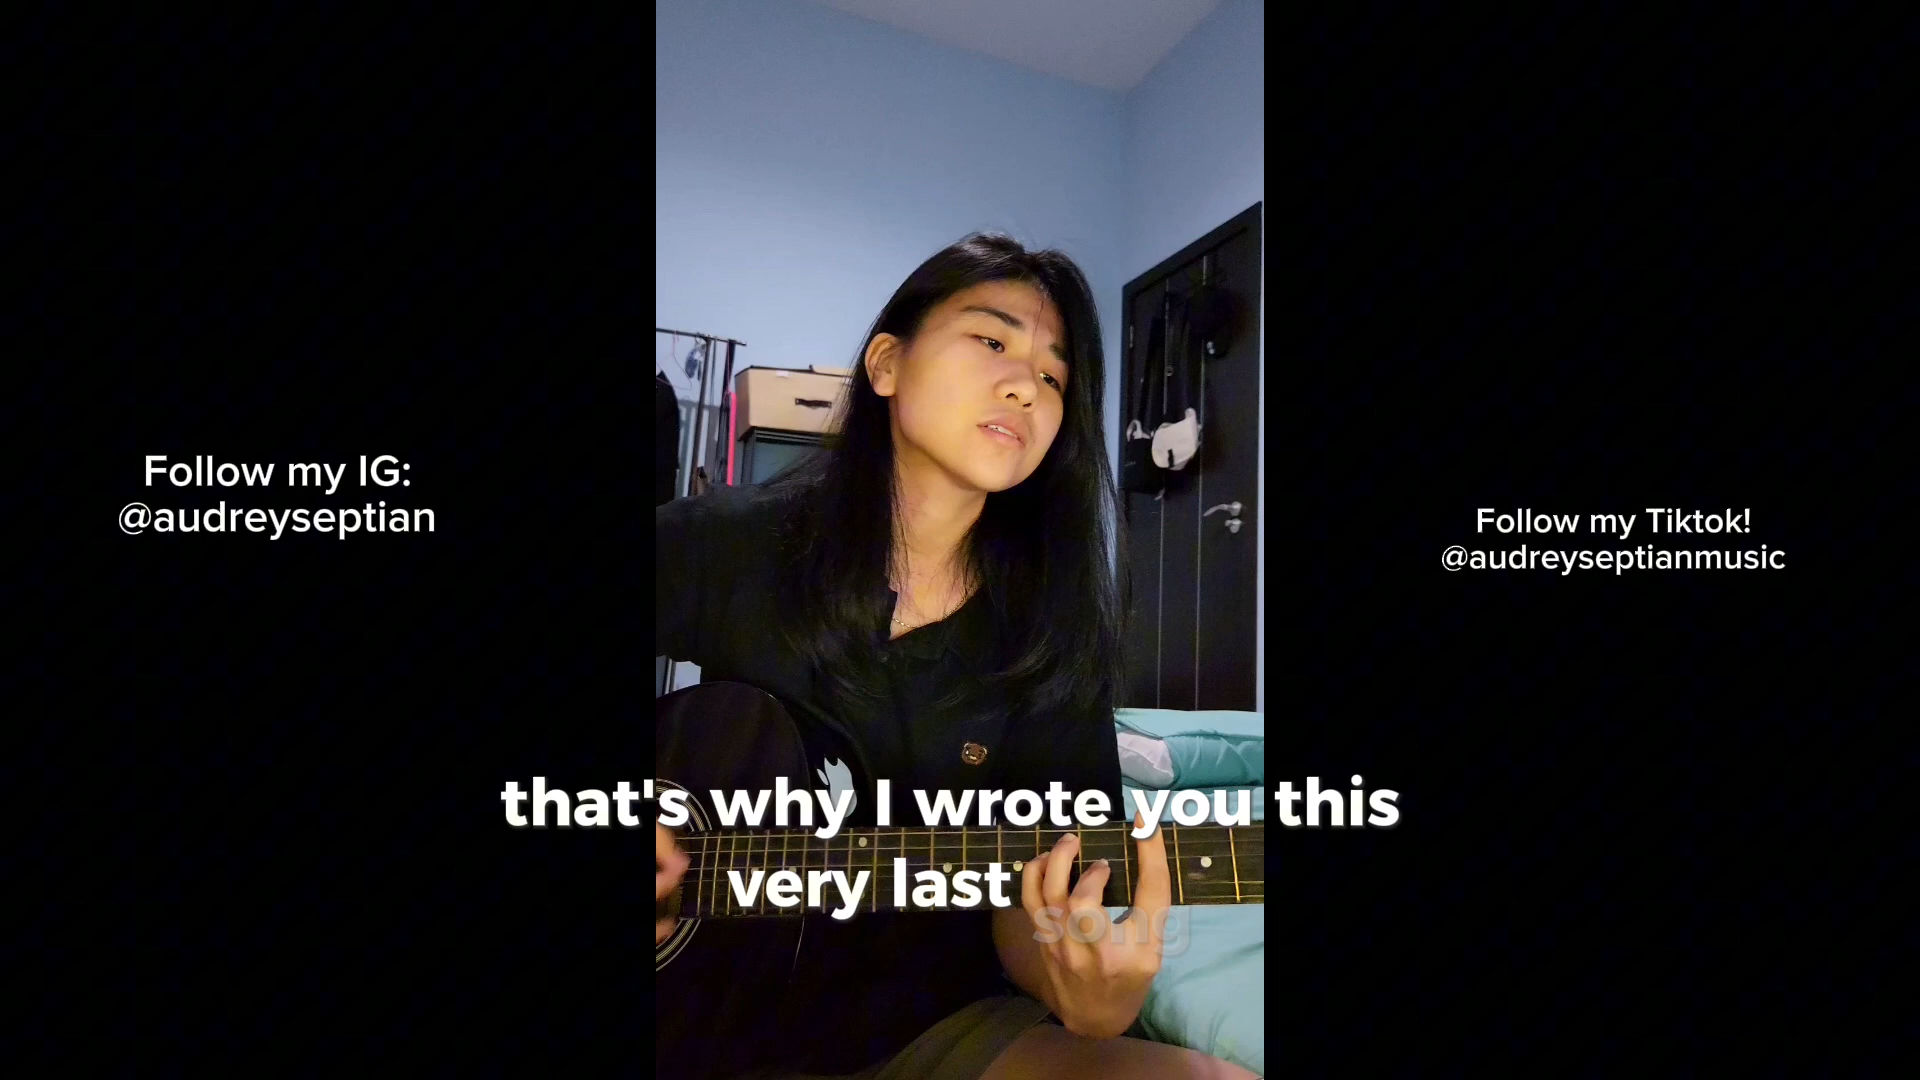 Follow my IG:
@audreyseptian
Follow my Tiktok!
@audreyseptianmusic
that's why I wrote you this
very last song